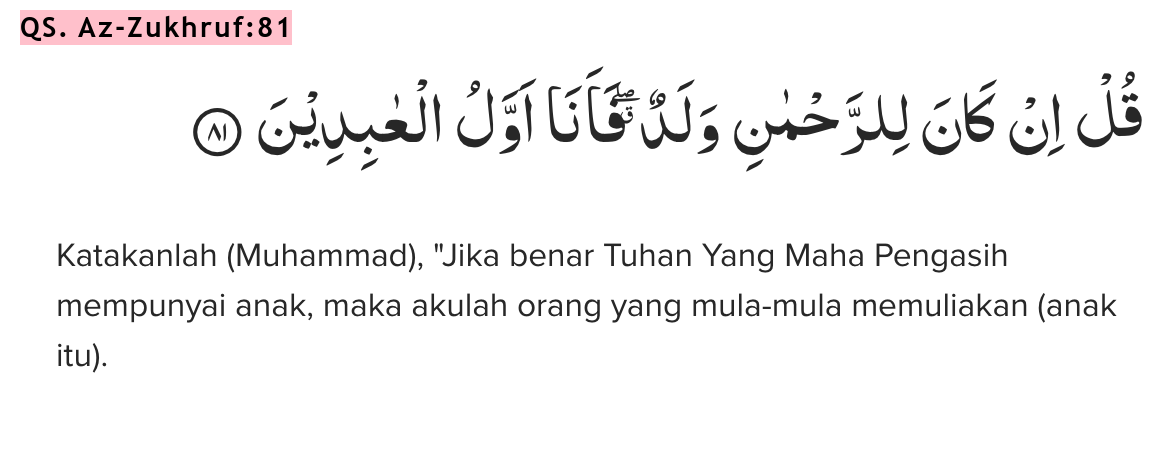 QS. Az-Zukhruf:81
قُلْ اِنْ كَانَ لِلرَّحْمٰنِ وَلَدٌ ۖفَاَنَا۠ اَوَّلُ الْعٰبِدِيْنَ ٨١
Katakanlah (Muhammad), "Jika benar Tuhan Yang Maha Pengasih
mempunyai anak, maka akulah orang yang mula-mula memuliakan (anak
itu).